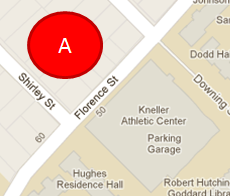 Johnson
Sa
A
Dodd Ha
Shirley St
Florence St
Downing S
50
60
Kneller
Athletic Center
Parking
Garage
Hughes
Residence Hall
Robert Hutchin
Goddard Libra